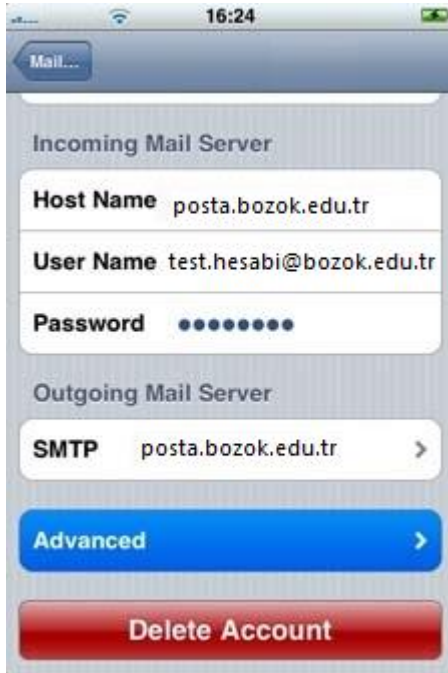 16:24
Mail...
Incoming Mail Server
Host Name posta.bozok.edu.tr
User Name test.hesabi@bozok.edu.tr
Password ●●●●●●●●
Outgoing Mail Server
SMTP posta.bozok.edu.tr
Advanced
Delete Account